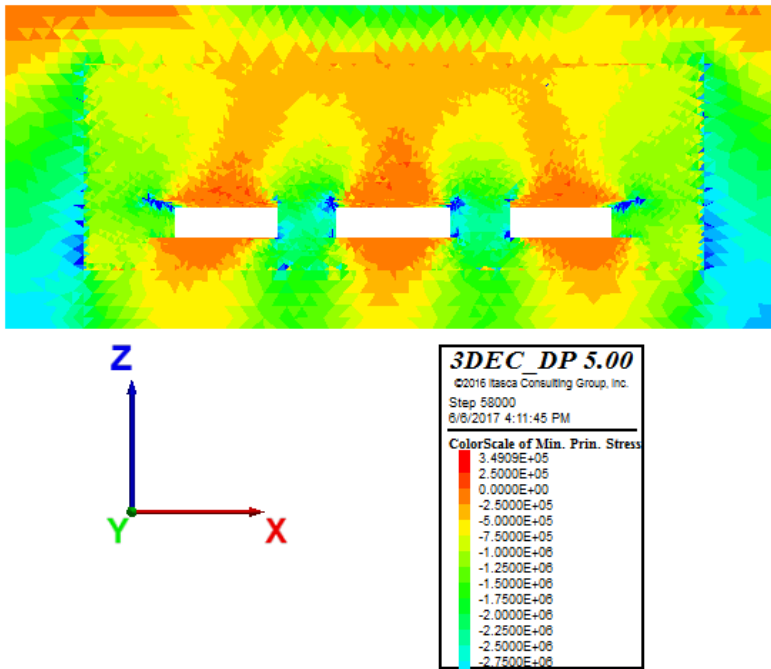 Z
Y
X
3DEC_DP 5.00
©2016 Itasca Consulting Group, Inc.
Step 58000
6/6/2017 4:11:45 PM
ColorScale of Min. Prin. Stress
3.4909E+05
2.5000E+05
0.0000E+00
-2.5000E+05
-5.0000E+05
-7.5000E+05
-1.0000E+06
-1.2500E+06
-1.5000E+06
-1.7500E+06
-2.0000E+06
-2.2500E+06
-2.5000E+06
-2.7500E+06